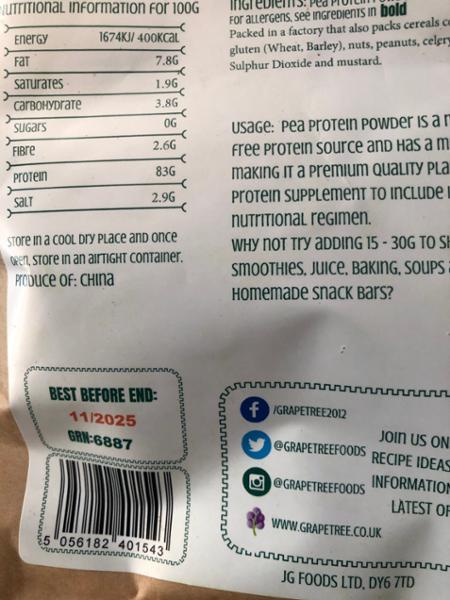 NUTRITIONAL INFORMATION FOR 100G
ENERGY 1674KJ/ 400KCAL
FAT 7.8G
SATURATES 1.9G
CARBOHYDRATE 3.8G
SUGARS 0G
FIBRE 2.6G
PROTEIN 83G
SALT 2.9G
STORE IN A COOL DRY PLACE AND ONCE
OPEN, STORE IN AN AIRTIGHT CONTAINER.
PRODUCE OF: CHINA
INGREDIENTS: PEA PROTEIN
FOR ALLERGENS, SEE INGREDIENTS IN bold
Packed in a factory that also packs cereals
gluten (Wheat, Barley), nuts, peanuts, celery
Sulphur Dioxide and mustard.
USAGE: PEA PROTEIN POWDER IS A
FREE PROTEIN SOURCE AND HAS A
MAKING IT A PREMIUM QUALITY
PROTEIN SUPPLEMENT TO INCLUDE
NUTRITIONAL REGIMEN.
WHY NOT TRY ADDING 15 - 30G TO
SMOOTHIES, JUICE, BAKING, SOUPS
HOMEMADE SNACK BARS?
BEST BEFORE END:
11/2025
GRN:6887
5 056182 401543
/GRAPETREE2012
@GRAPETREEFOODS
@GRAPETREEFOODS
WWW.GRAPETREE.CO.UK
JOIN US ON
RECIPE IDEAS
INFORMATION
LATEST
JG FOODS LTD, DY6 7TD